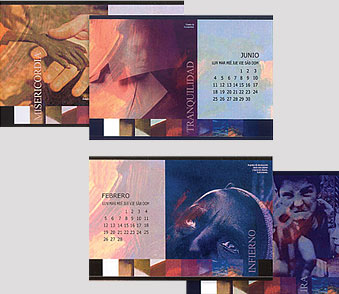 MISERICORDIA
TRANQUILIDAD
JUNIO
LUN MAR MIÉ JUE VIE SÁB DOM
1 2 3
4 5 6 7 8 9 10
11 12 13 14 15 16 17
18 19 20 21 22 23 24
25 26 27 28 29 30
FEBRERO
LUN MAR MIÉ JUE VIE SÁB DOM
1 2 3 4
5 6 7 8 9 10 11
12 13 14 15 16 17 18
19 20 21 22 23 24 25
26 27 28
INFIERNO
IRA